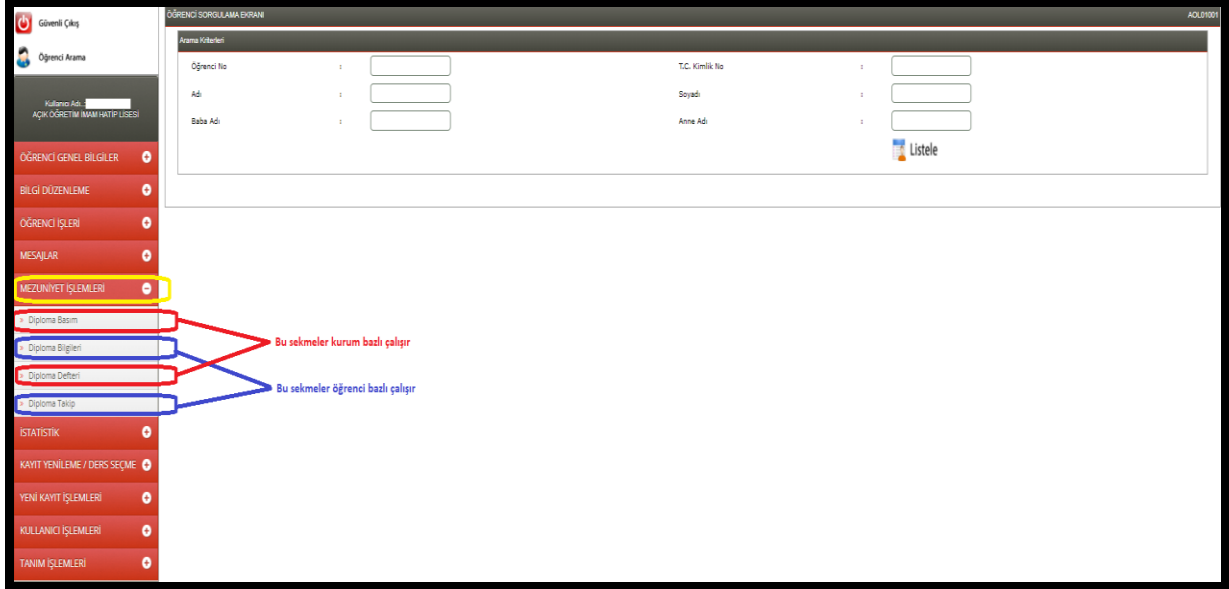 Güvenli Çıkış
Öğrenci Arama
Kullanıcı Adı. :
AÇIK ÖĞRETİM İMAM HATİP LİSESİ
ÖĞRENCİ GENEL BİLGİLER
BİLGİ DÜZENLEME
ÖĞRENCİ İŞLERİ
MESAJLAR
MEZUNİYET İŞLEMLERİ
» Diploma Basım
» Diploma Bilgileri
» Diploma Defteri
» Diploma Takip
İSTATİSTİK
KAYIT YENİLEME / DERS SEÇME
YENİ KAYIT İŞLEMLERİ
KULLANICI İŞLEMLERİ
TANIM İŞLEMLERİ
ÖĞRENCİ SORGULAMA EKRANI
AOL01001
Arama Kriterleri
Öğrenci No :
T.C. Kimlik No :
Adı :
Soyadı :
Baba Adı :
Anne Adı :
Listele
Bu sekmeler kurum bazlı çalışır
Bu sekmeler öğrenci bazlı çalışır